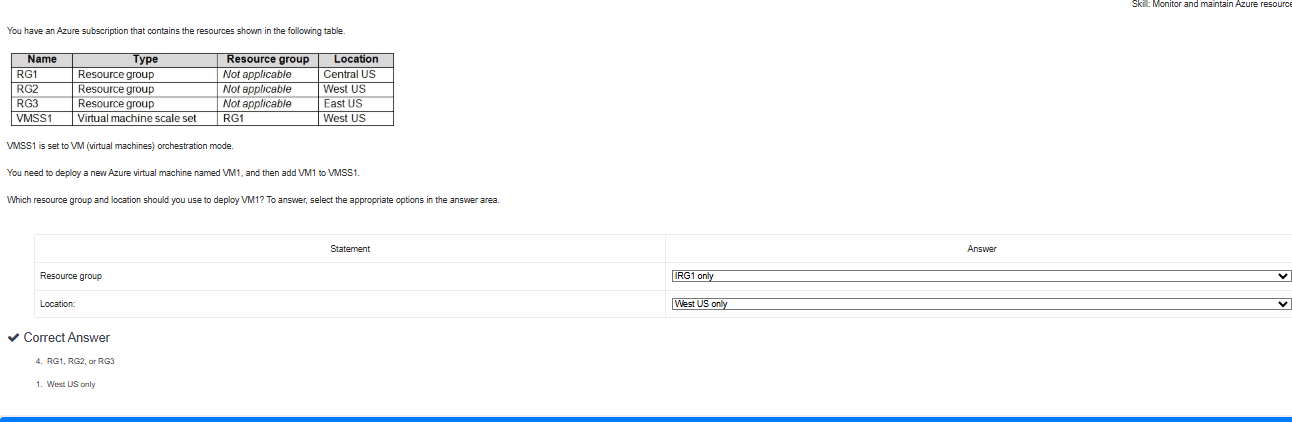 Skill: Monitor and maintain Azure resource
You have an Azure subscription that contains the resources shown in the following table.
Name Type Resource group Location
RG1 Resource group Not applicable Central US
RG2 Resource group Not applicable West US
RG3 Resource group Not applicable East US
VMSS1 Virtual machine scale set RG1 West US
VMSS1 is set to VM (virtual machines) orchestration mode.
You need to deploy a new Azure virtual machine named VM1, and then add VM1 to VMSS1.
Which resource group and location should you use to deploy VM1? To answer, select the appropriate options in the answer area.
Statement Answer
Resource group IRG1 only
Location: West US only
Correct Answer
4. RG1, RG2, or RG3
1. West US only